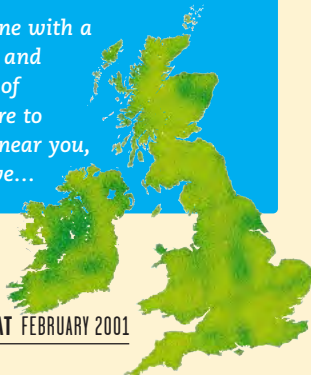 ne with a
and
of
re to
near you,
ve...
AT FEBRUARY 2001